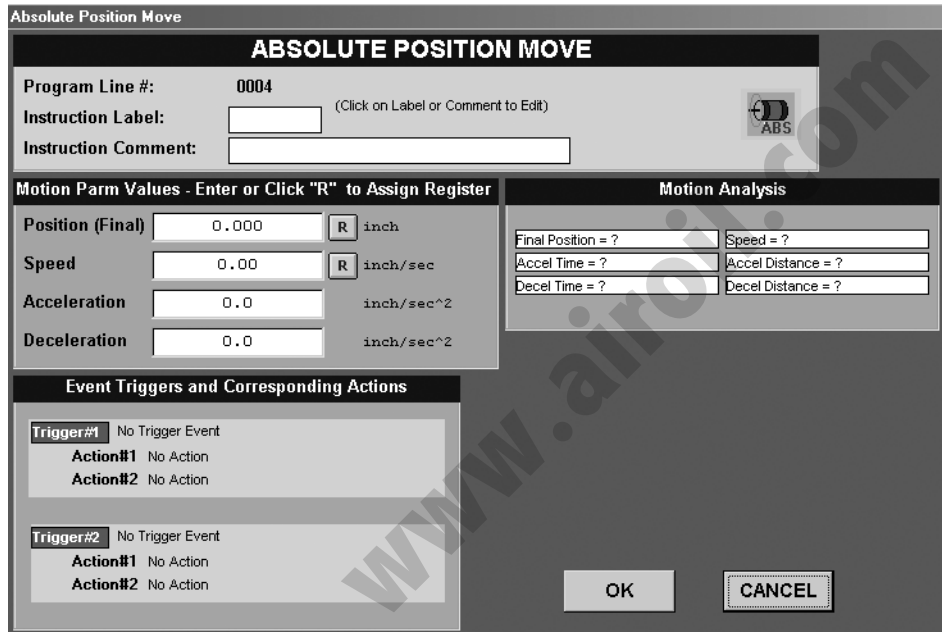 Absolute Position Move
ABSOLUTE POSITION MOVE
Program Line #: 0004
Instruction Label: (Click on Label or Comment to Edit)
Instruction Comment:
ABS
Motion Parm Values - Enter or Click "R" to Assign Register
Position (Final) 0.000 R inch
Speed 0.00 R inch/sec
Acceleration 0.0 inch/sec^2
Deceleration 0.0 inch/sec^2
Motion Analysis
Final Position = ? Speed = ?
Accel Time = ? Accel Distance = ?
Decel Time = ? Decel Distance = ?
Event Triggers and Corresponding Actions
Trigger#1 No Trigger Event
Action#1 No Action
Action#2 No Action
Trigger#2 No Trigger Event
Action#1 No Action
Action#2 No Action
OK CANCEL
www.airoil.com